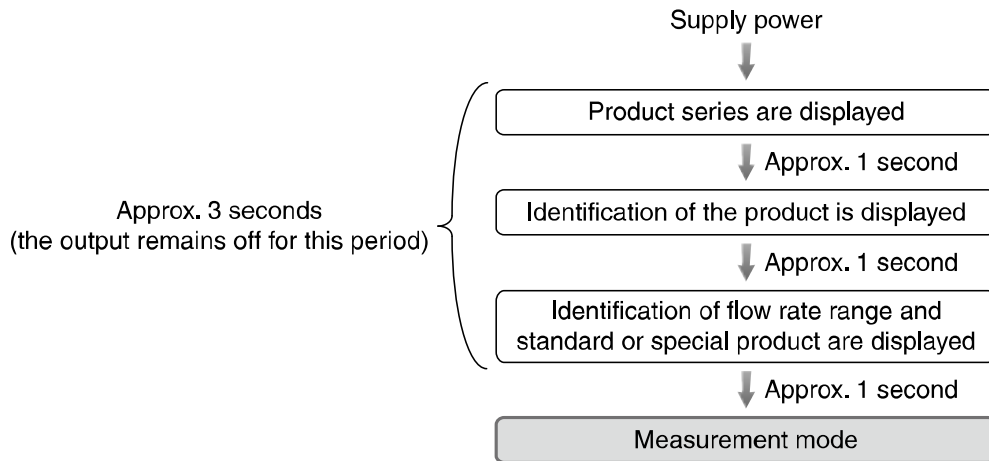 Supply power
Product series are displayed
Approx. 1 second
Approx. 3 seconds
(the output remains off for this period)
Identification of the product is displayed
Approx. 1 second
Identification of flow rate range and
standard or special product are displayed
Approx. 1 second
Measurement mode